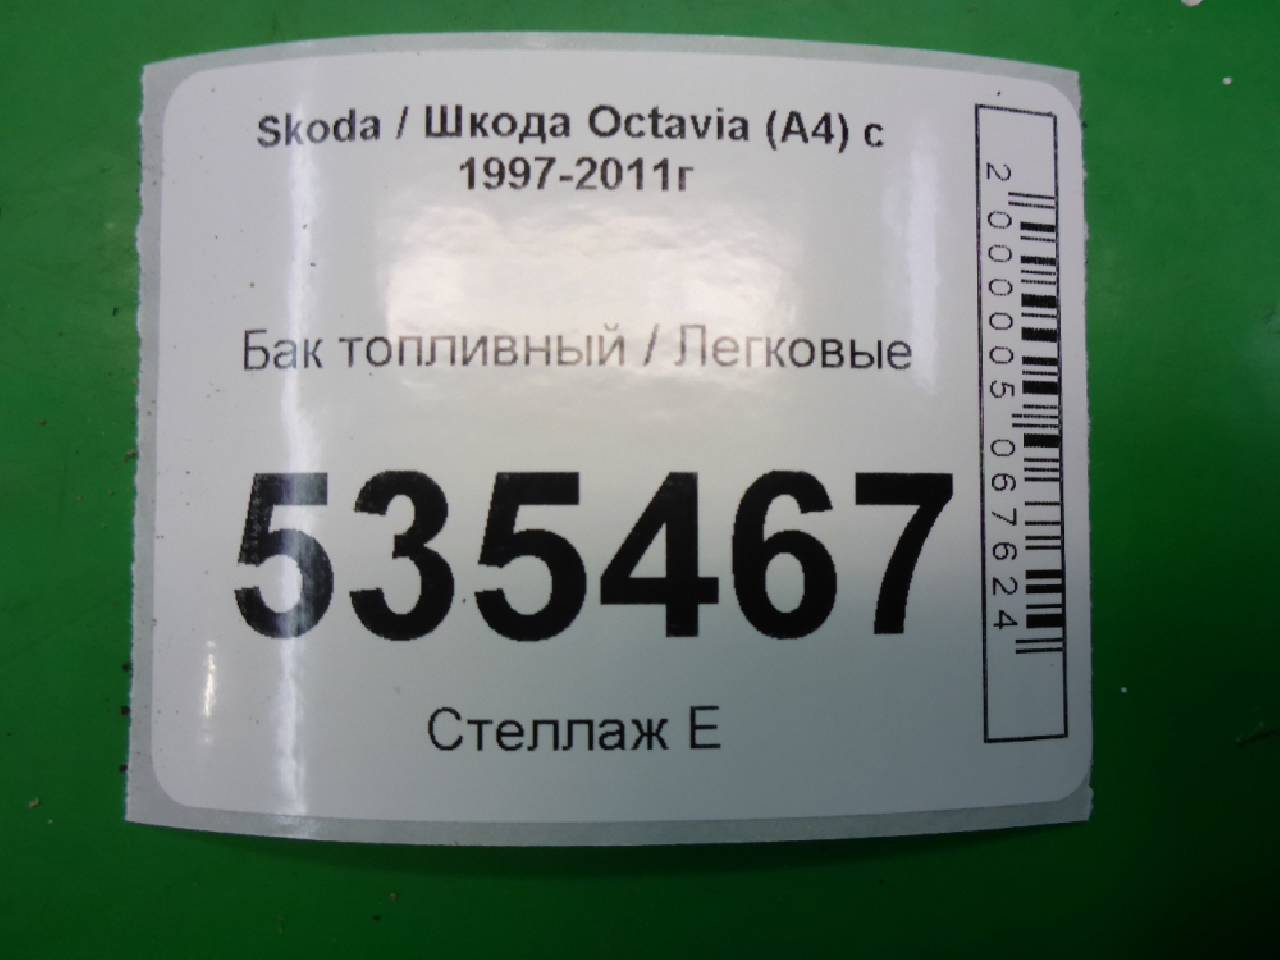 Skoda / Шкода Octavia (A4) с
1997-2011г
Бак топливный / Легковые
535467
Стеллаж Е
2000005067624